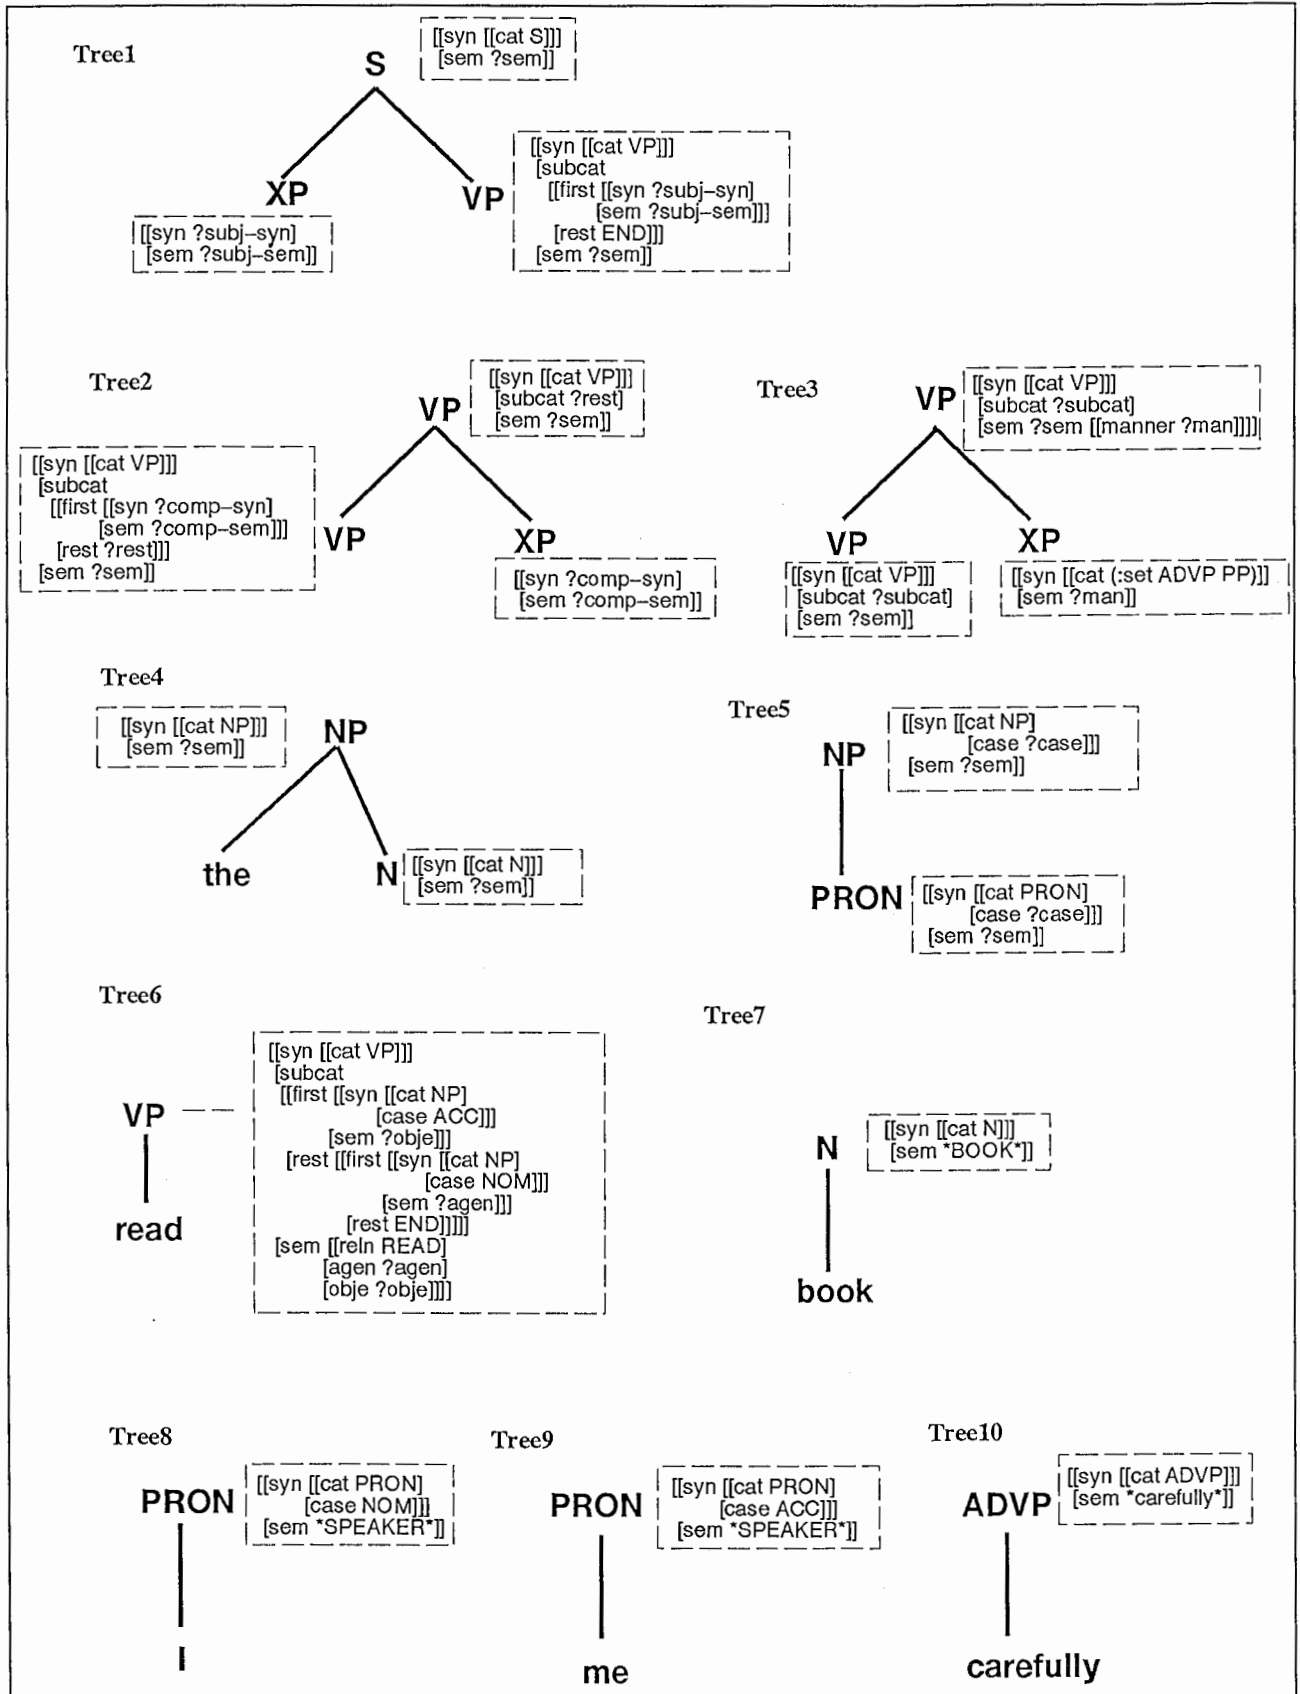 Tree1
S
[[syn [[cat S]]]
[sem ?sem]]
XP
[[syn ?subj–syn]
[sem ?subj–sem]]
VP
[[syn [[cat VP]]]
[subcat
[[first [[syn ?subj–syn]
[sem ?subj–sem]]]
[rest END]]]
[sem ?sem]]
Tree2
VP
[[syn [[cat VP]]]
[subcat ?rest]
[sem ?sem]]
[[syn [[cat VP]]]
[subcat
[[first [[syn ?comp–syn]
[sem ?comp–sem]]]
[rest ?rest]]]
[sem ?sem]]
VP
XP
[[syn ?comp–syn]
[sem ?comp–sem]]
Tree3
VP
[[syn [[cat VP]]]
[subcat ?subcat]
[sem ?sem [[manner ?man]]]]
VP
[[syn [[cat VP]]]
[subcat ?subcat]
[sem ?sem]]
XP
[[syn [[cat (:set ADVP PP)]]
[sem ?man]]
Tree4
[[syn [[cat NP]]]
[sem ?sem]]
NP
the
N
[[syn [[cat N]]]
[sem ?sem]]
Tree5
NP
[[syn [[cat NP]
[case ?case]]]
[sem ?sem]]
PRON
[[syn [[cat PRON]
[case ?case]]]
[sem ?sem]]
Tree6
VP
read
[[syn [[cat VP]]]
[subcat
[[first [[syn [[cat NP]
[case ACC]]]
[sem ?obje]]]
[rest [[first [[syn [[cat NP]
[case NOM]]]
[sem ?agen]]]
[rest END]]]]]
[sem [[reln READ]
[agen ?agen]
[obje ?obje]]]]
Tree7
N
[[syn [[cat N]]]
[sem *BOOK*]]
book
Tree8
PRON
[[syn [[cat PRON]
[case NOM]]]
[sem *SPEAKER*]]
I
Tree9
PRON
[[syn [[cat PRON]
[case ACC]]]
[sem *SPEAKER*]]
me
Tree10
ADVP
[[syn [[cat ADVP]]]
[sem *carefully*]]
carefully